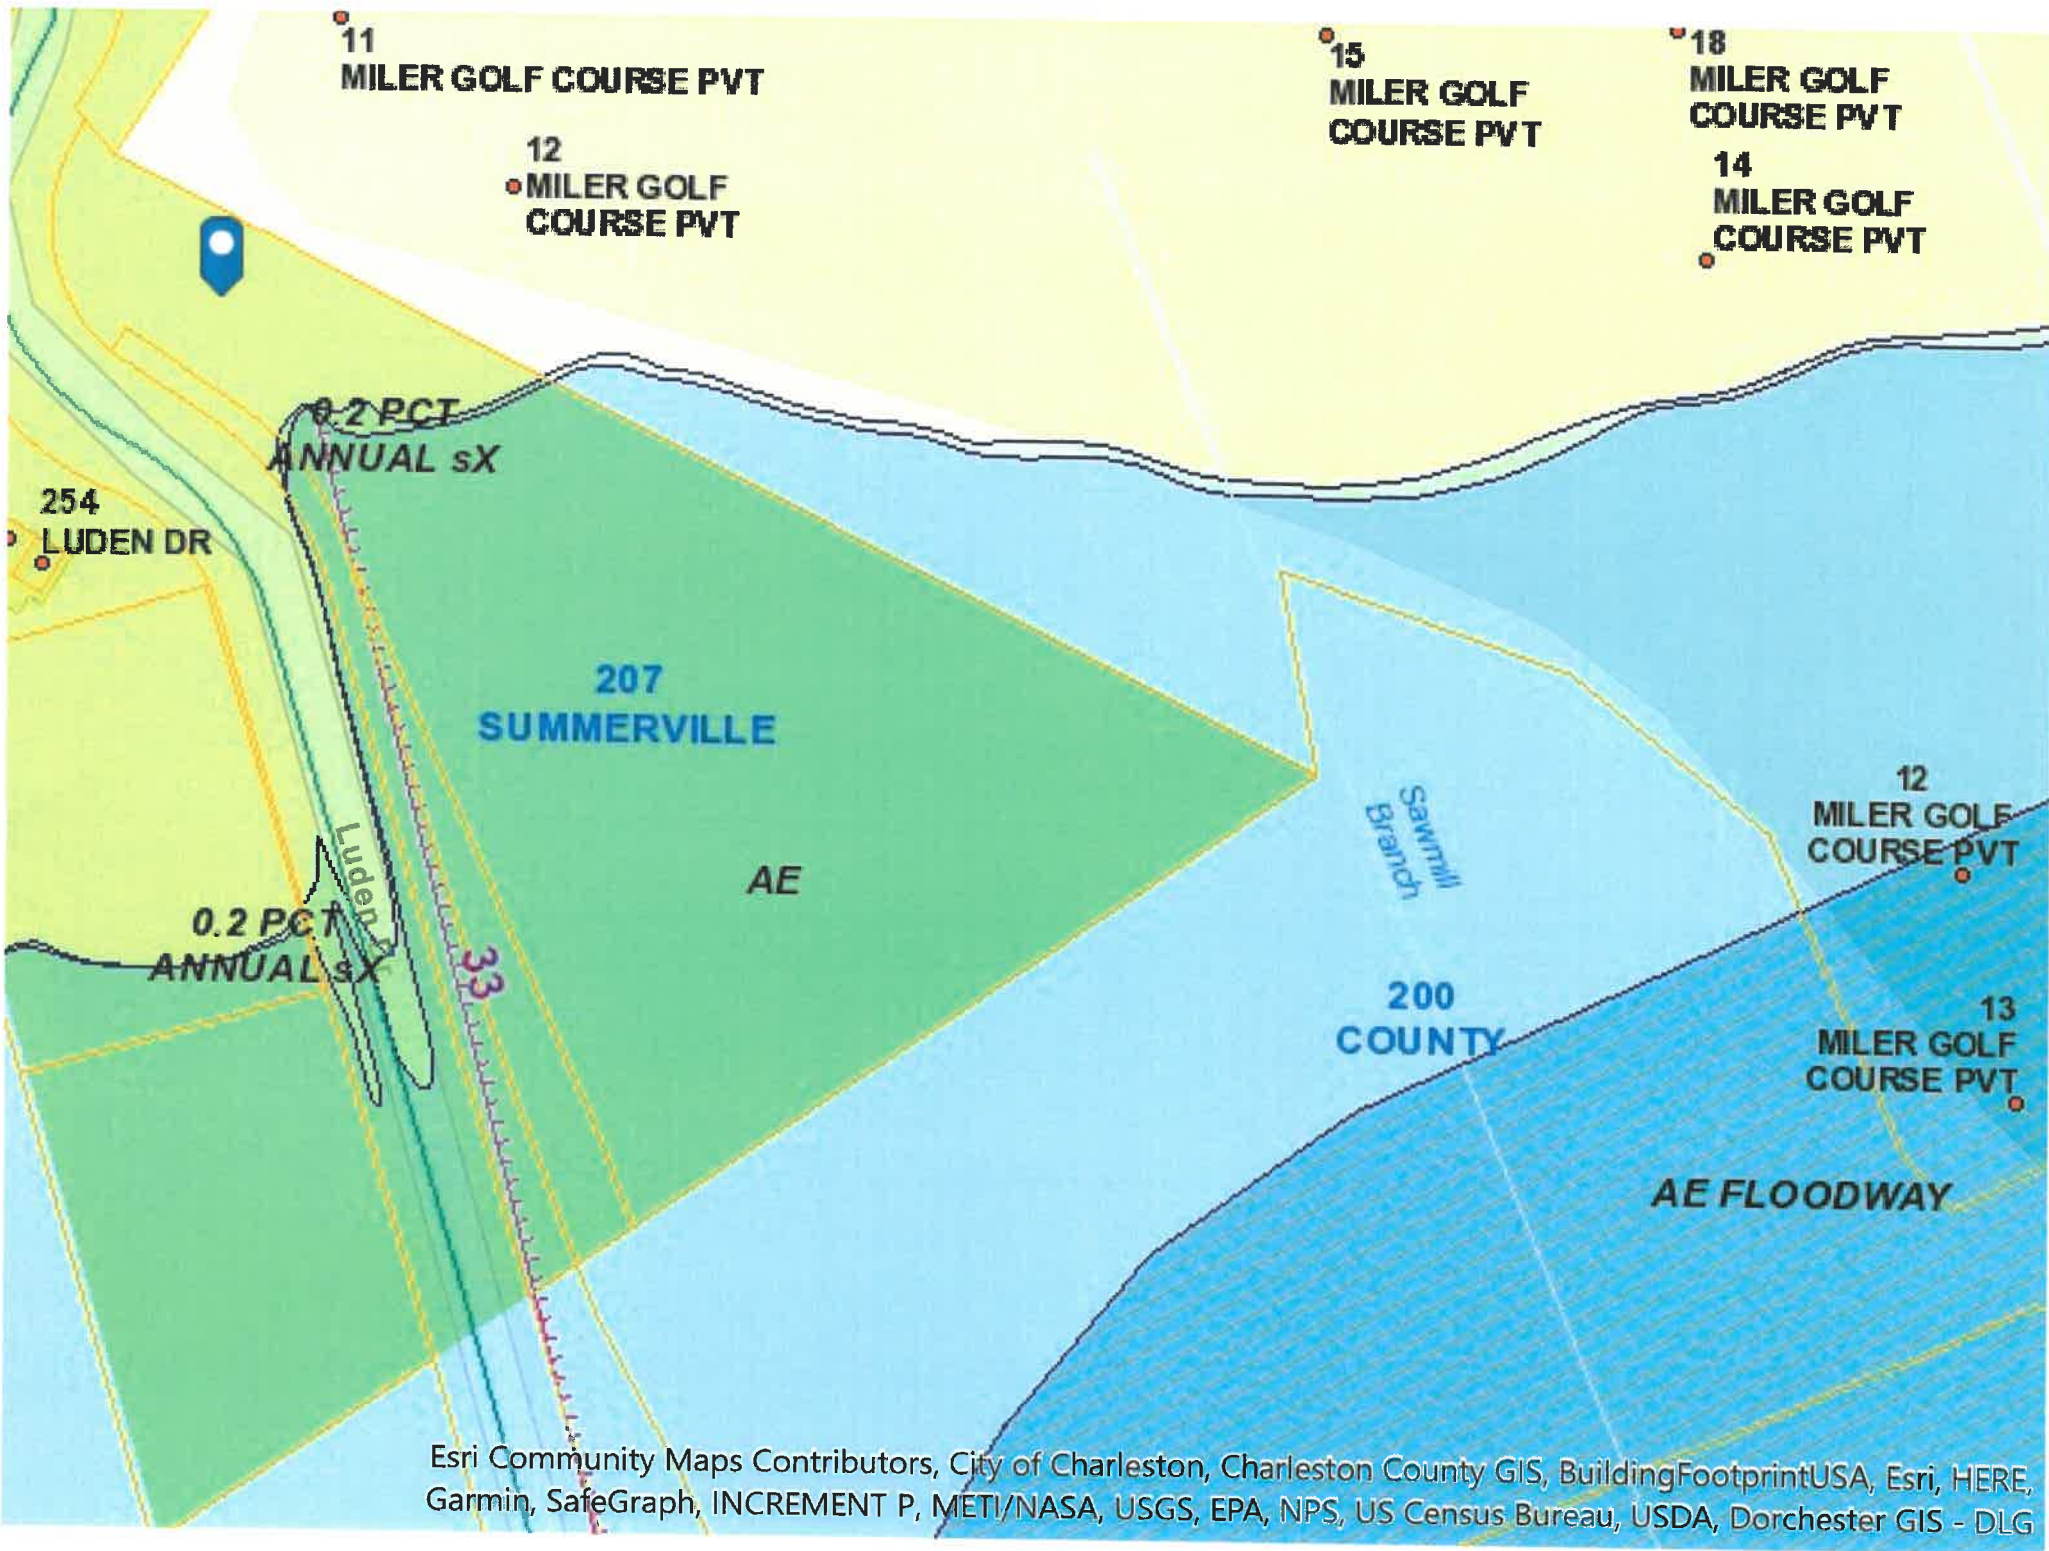 11
MILER GOLF COURSE PVT
12
MILER GOLF
COURSE PVT
15
MILER GOLF
COURSE PVT
18
MILER GOLF
COURSE PVT
14
MILER GOLF
COURSE PVT
0.2 PCT
ANNUAL sX
254
LUDEN DR
207
SUMMERVILLE
AE
Sawmill
Branch
12
MILER GOLF
COURSE PVT
Luden
0.2 PCT
ANNUAL sX
33
200
COUNTY
13
MILER GOLF
COURSE PVT
AE FLOODWAY
Esri Community Maps Contributors, City of Charleston, Charleston County GIS, BuildingFootprintUSA, Esri, HERE,
Garmin, SafeGraph, INCREMENT P, METI/NASA, USGS, EPA, NPS, US Census Bureau, USDA, Dorchester GIS - DLG